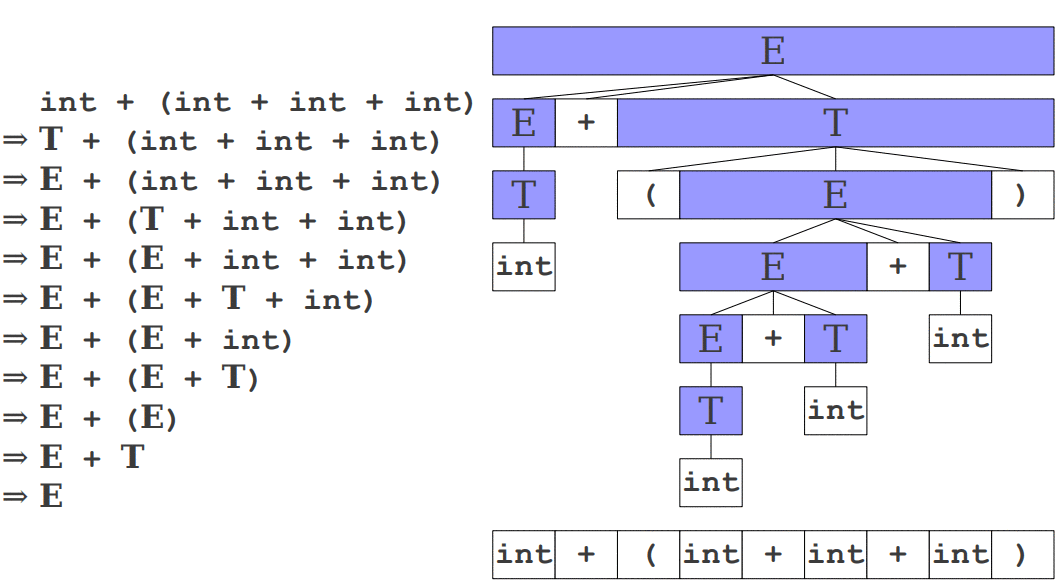 int + (int + int + int)
⇒ T + (int + int + int)
⇒ E + (int + int + int)
⇒ E + (T + int + int)
⇒ E + (E + int + int)
⇒ E + (E + T + int)
⇒ E + (E + int)
⇒ E + (E + T)
⇒ E + (E)
⇒ E + T
⇒ E
E
E + T
T ( E )
int E + T
E + T int
T int
int
int + ( int + int + int )